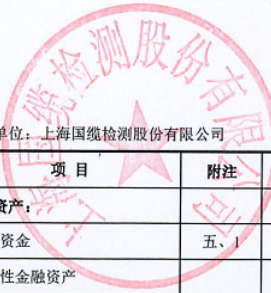 上海国缆检测股份有限公司
单位：上海国缆检测股份有限公司
项 目 附注
资产：
资金 五、1
性金融资产